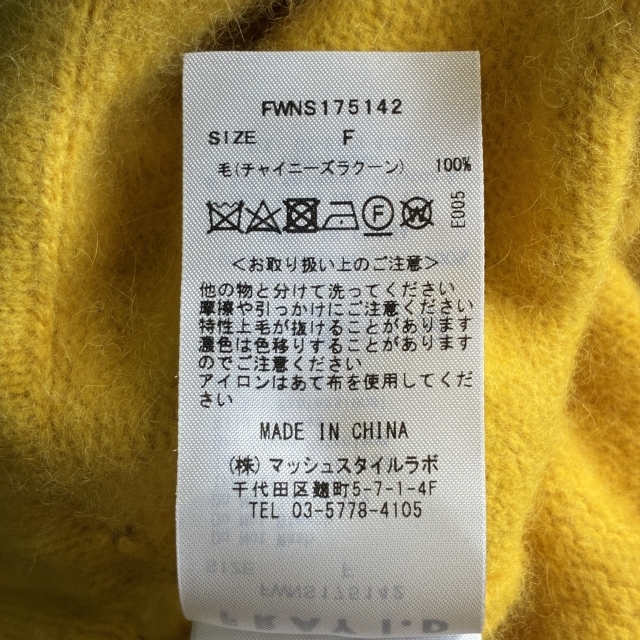 FWNS175142
SIZE F
毛(チャイニーズラクーン) 100%
F W
E005
<お取り扱い上のご注意>
他の物と分けて洗ってください
摩擦や引っかけにご注意ください
特性上毛が抜けることがあります
濃色は色移りすることがあります
のでご注意ください
アイロンはあて布を使用してくだ
さい
MADE IN CHINA
(株)マッシュスタイルラボ
千代田区麹町5-7-1-4F
TEL 03-5778-4105
Do Not Wash
SIZE F
FWNS175142
FRAY I.D